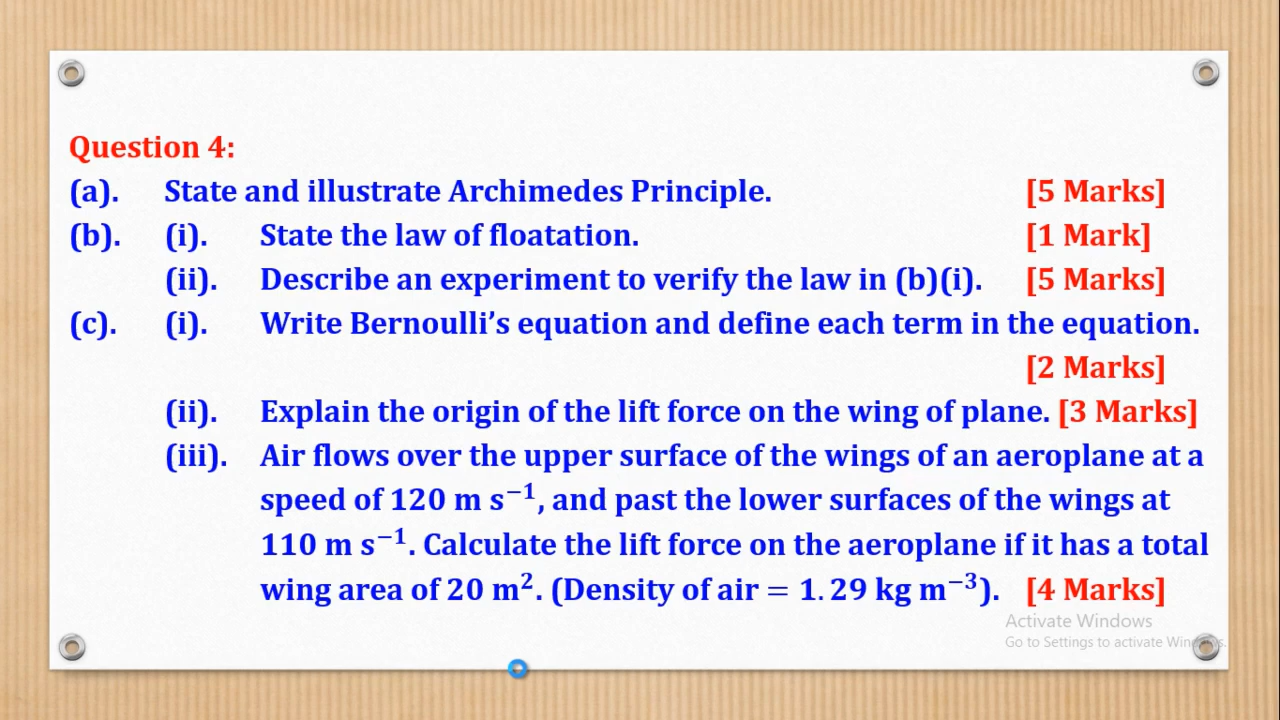 Question 4:
(a). State and illustrate Archimedes Principle. [5 Marks]
(b). (i). State the law of floatation. [1 Mark]
(ii). Describe an experiment to verify the law in (b)(i). [5 Marks]
(c). (i). Write Bernoulli’s equation and define each term in the equation.
[2 Marks]
(ii). Explain the origin of the lift force on the wing of plane. [3 Marks]
(iii). Air flows over the upper surface of the wings of an aeroplane at a
speed of 120 m s⁻¹, and past the lower surfaces of the wings at
110 m s⁻¹. Calculate the lift force on the aeroplane if it has a total
wing area of 20 m². (Density of air = 1.29 kg m⁻³). [4 Marks]
Activate Windows
Go to Settings to activate Windows.